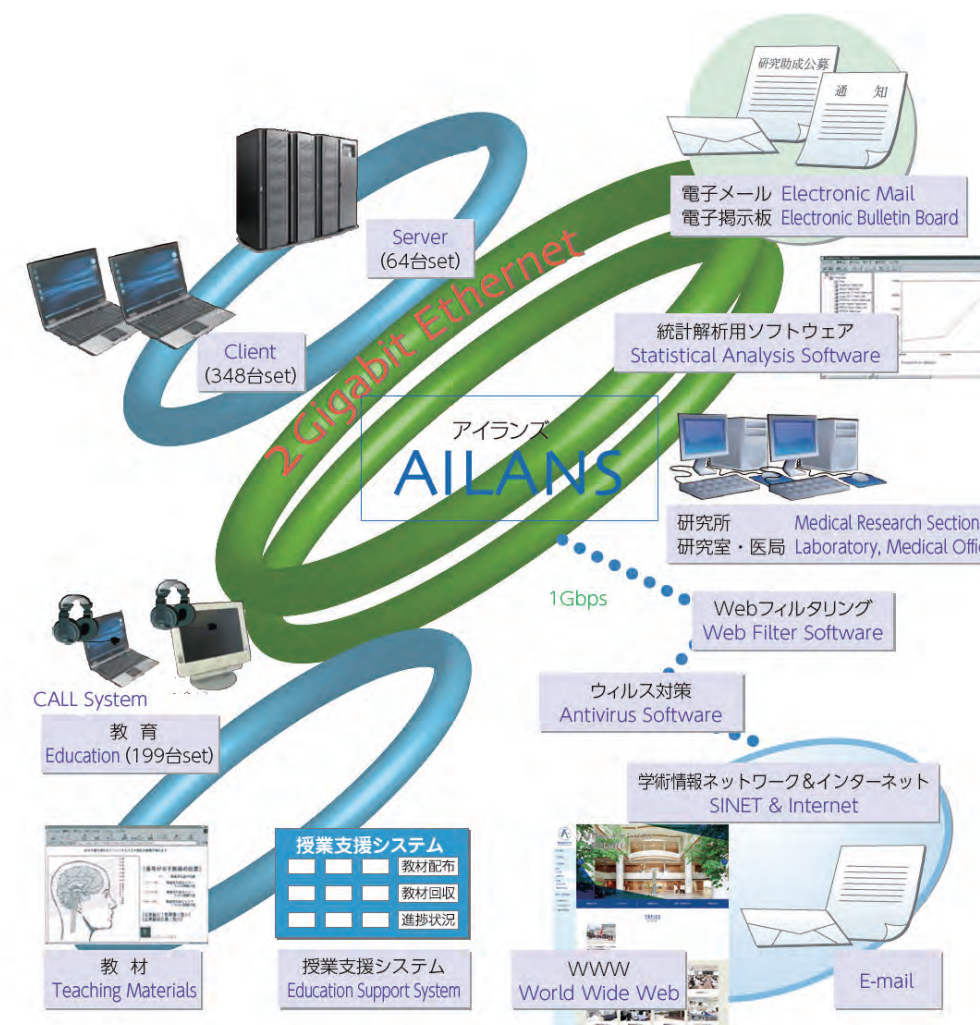 研究助成公募
通 知
電子メール Electronic Mail
電子掲示板 Electronic Bulletin Board
Server
(64台set)
Client
(348台set)
2 Gigabit Ethernet
統計解析用ソフトウェア
Statistical Analysis Software
アイランズ
AILANS
研究所 Medical Research Section
研究室・医局 Laboratory, Medical Offi
1Gbps
Webフィルタリング
Web Filter Software
ウィルス対策
Antivirus Software
CALL System
教 育
Education (199台set)
学術情報ネットワーク&インターネット
SINET & Internet
授業支援システム
教材配布
教材回収
進捗状況
教 材
Teaching Materials
授業支援システム
Education Support System
TOPICS
WWW
World Wide Web
E-mail